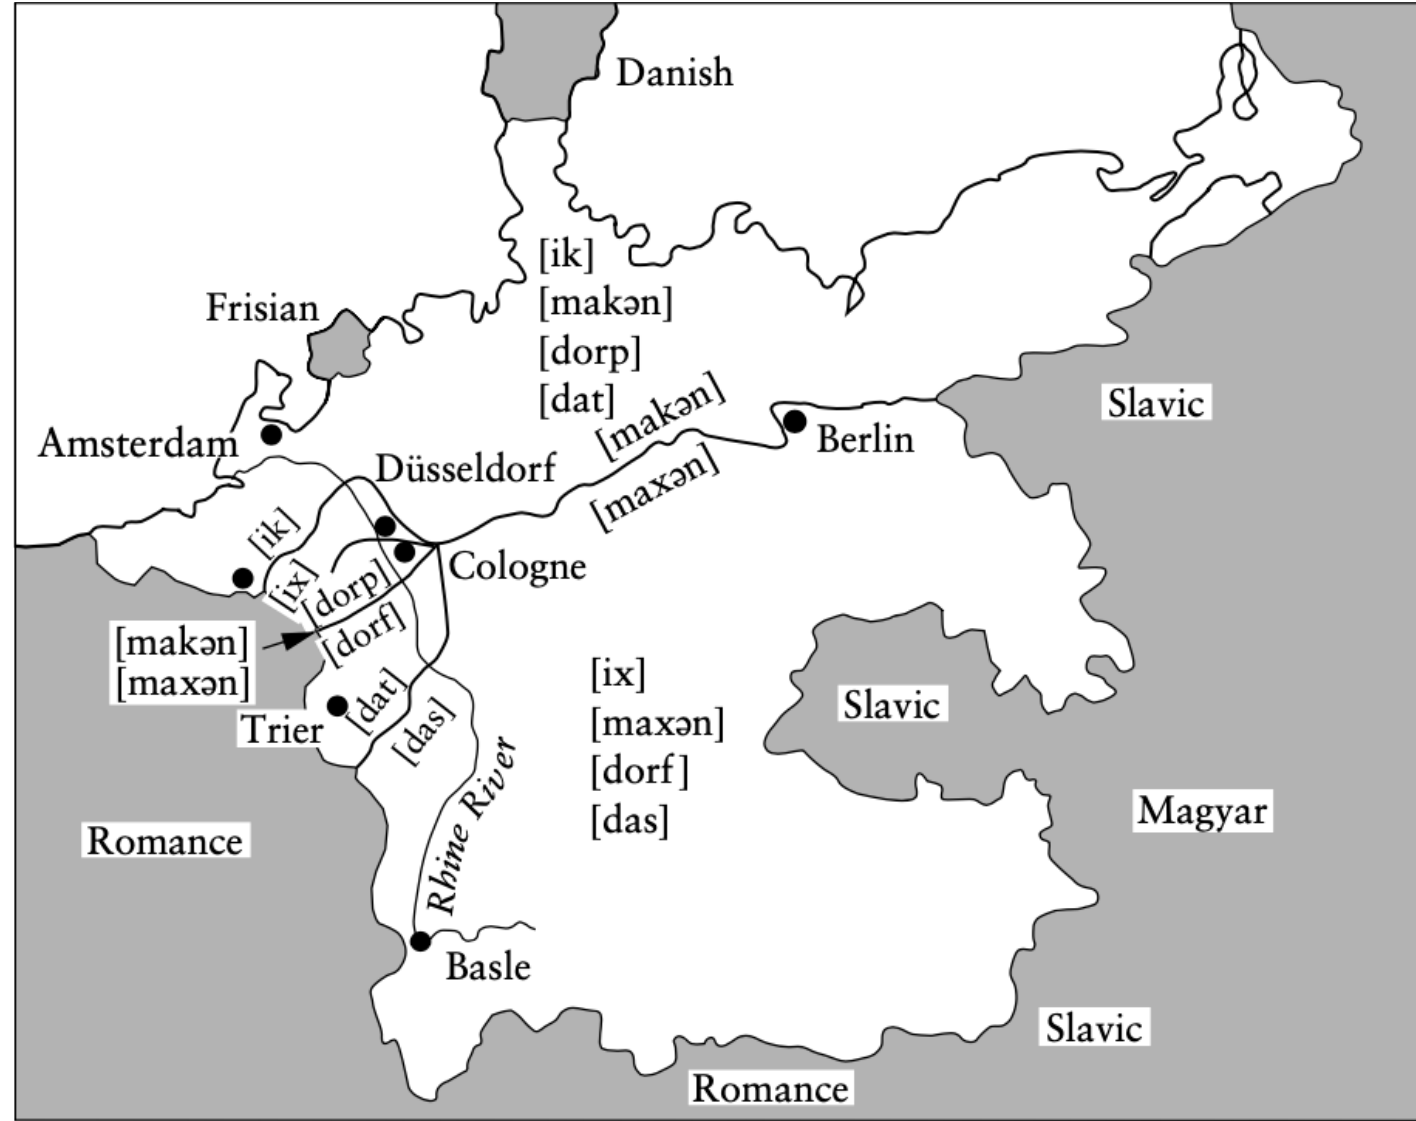 Danish
[ik]
[makən]
[dorp]
[dat]
Frisian
[makən]
[maxən]
Slavic
Amsterdam
Berlin
Düsseldorf
[ik]
[ix]
Cologne
[dorp]
[dorf]
[makən]
[maxən]
[dat]
[das]
Trier
[ix]
[maxən]
[dorf]
[das]
Slavic
Magyar
Romance
Rhine River
Basle
Slavic
Romance